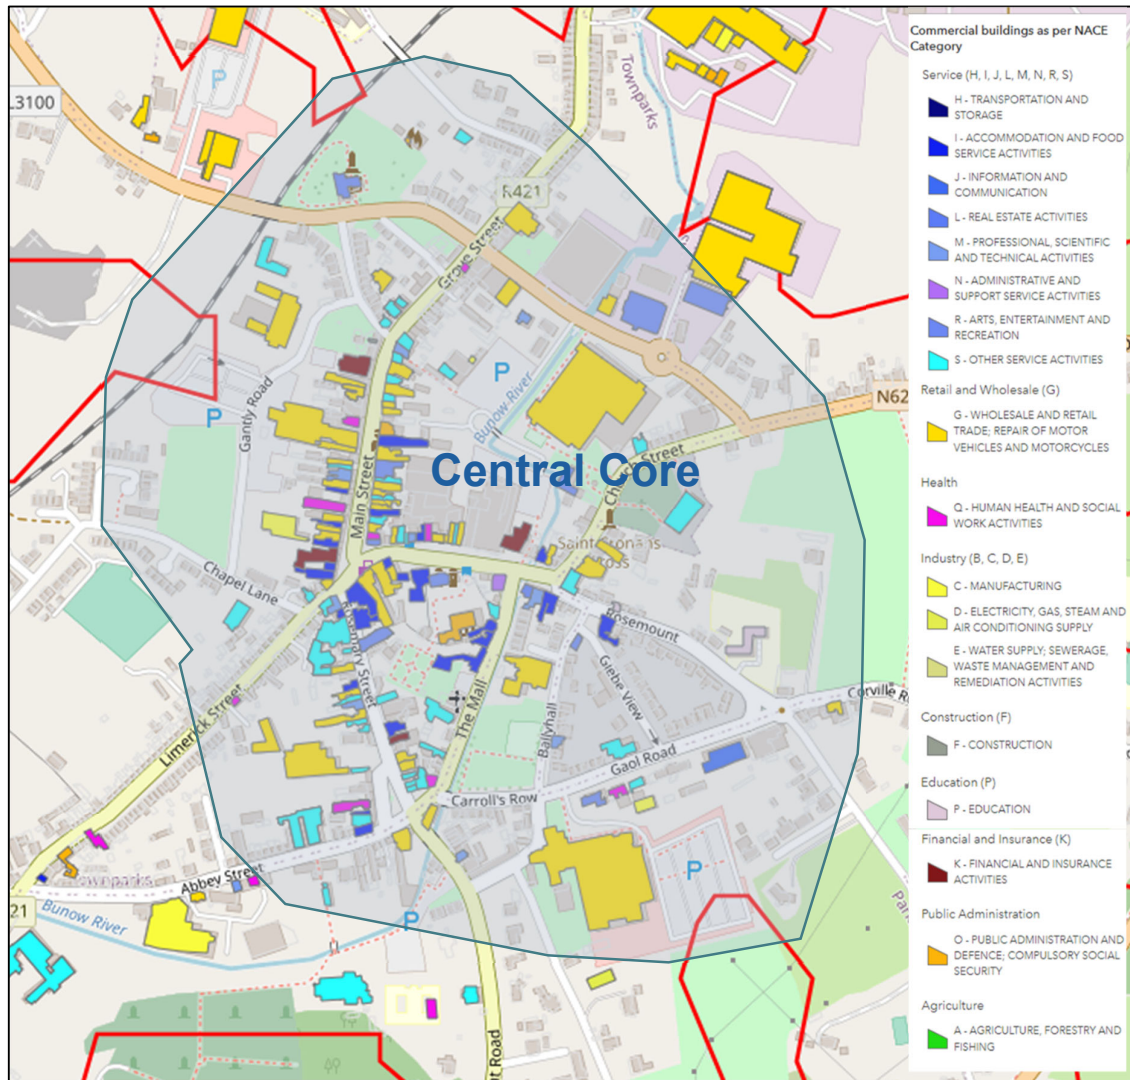 L3100
P
Townparks
R421
Grove Street
Gantly Road
P
P
Bunow River
N62
Main Street
Central Core
Street
Chapel Lane
Rosemary Street
Rosemount
Glebe View
The Mall
Ballyhall
Limerick Street
Corville R
Gaol Road
Carroll's Row
Abbey Street
P
P
21
Bunow River
Road
Commercial buildings as per NACE
Category
Service (H, I, J, L, M, N, R, S)
H - TRANSPORTATION AND
STORAGE
I - ACCOMMODATION AND FOOD
SERVICE ACTIVITIES
J - INFORMATION AND
COMMUNICATION
L - REAL ESTATE ACTIVITIES
M - PROFESSIONAL, SCIENTIFIC
AND TECHNICAL ACTIVITIES
N - ADMINISTRATIVE AND
SUPPORT SERVICE ACTIVITIES
R - ARTS, ENTERTAINMENT AND
RECREATION
S - OTHER SERVICE ACTIVITIES
Retail and Wholesale (G)
G - WHOLESALE AND RETAIL
TRADE; REPAIR OF MOTOR
VEHICLES AND MOTORCYCLES
Health
Q - HUMAN HEALTH AND SOCIAL
WORK ACTIVITIES
Industry (B, C, D, E)
C - MANUFACTURING
D - ELECTRICITY, GAS, STEAM AND
AIR CONDITIONING SUPPLY
E - WATER SUPPLY; SEWERAGE,
WASTE MANAGEMENT AND
REMEDIATION ACTIVITIES
Construction (F)
F - CONSTRUCTION
Education (P)
P - EDUCATION
Financial and Insurance (K)
K - FINANCIAL AND INSURANCE
ACTIVITIES
Public Administration
O - PUBLIC ADMINISTRATION AND
DEFENCE; COMPULSORY SOCIAL
SECURITY
Agriculture
A - AGRICULTURE, FORESTRY AND
FISHING